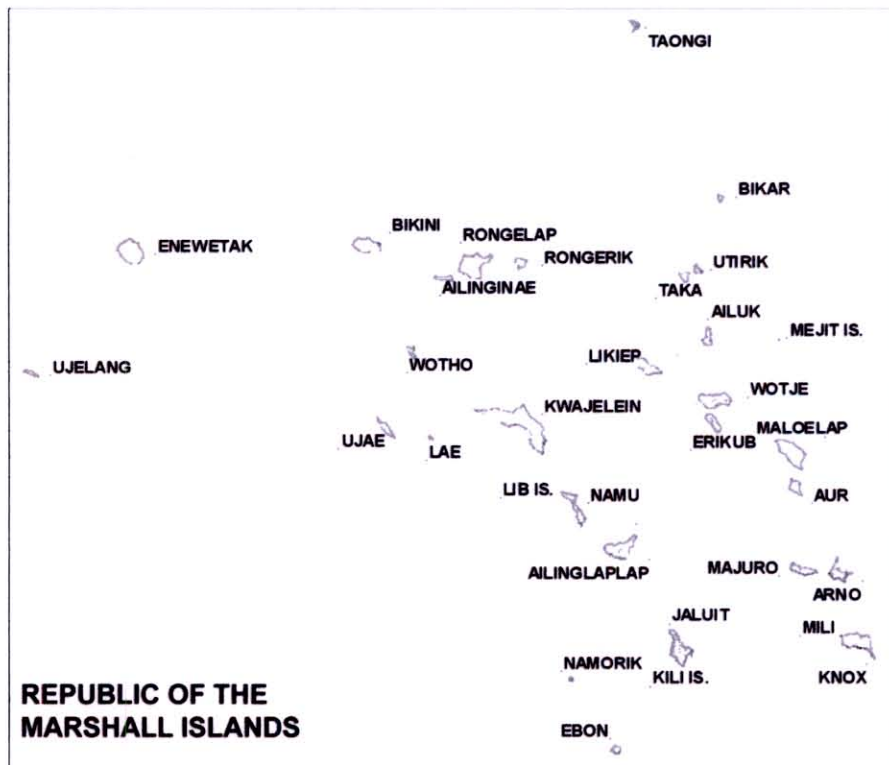 TAONGI
BIKAR
BIKINI
ENEWETAK
RONGELAP
RONGERIK
UTIRIK
AILINGINAE
TAKA
AILUK
MEJIT IS.
UJELANG
WOTHO
LIKIEP
WOTJE
KWAJELEIN
MALOELAP
UJAE
LAE
ERIKUB
LIB IS.
NAMU
AUR
AILINGLAPLAP
MAJURO
ARNO
JALUIT
MILI
NAMORIK
KILI IS.
KNOX
REPUBLIC OF THE
MARSHALL ISLANDS
EBON